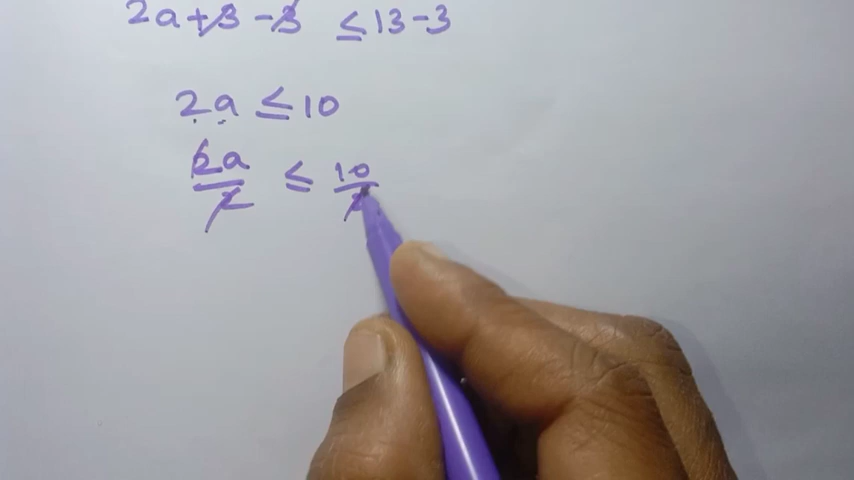 2a+3-3 ≤ 13-3
2a ≤ 10
2a/2 ≤ 10/2